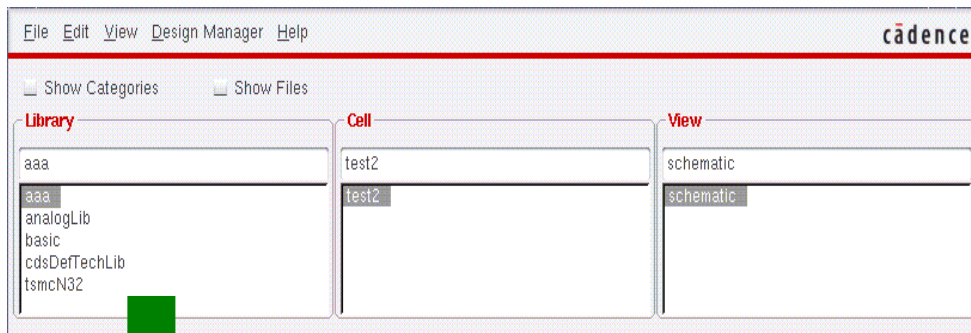 File Edit View Design Manager Help
cādence
Show Categories Show Files
Library Cell View
aaa test2 schematic
aaa test2 schematic
analogLib
basic
cdsDefTechLib
tsmcN32